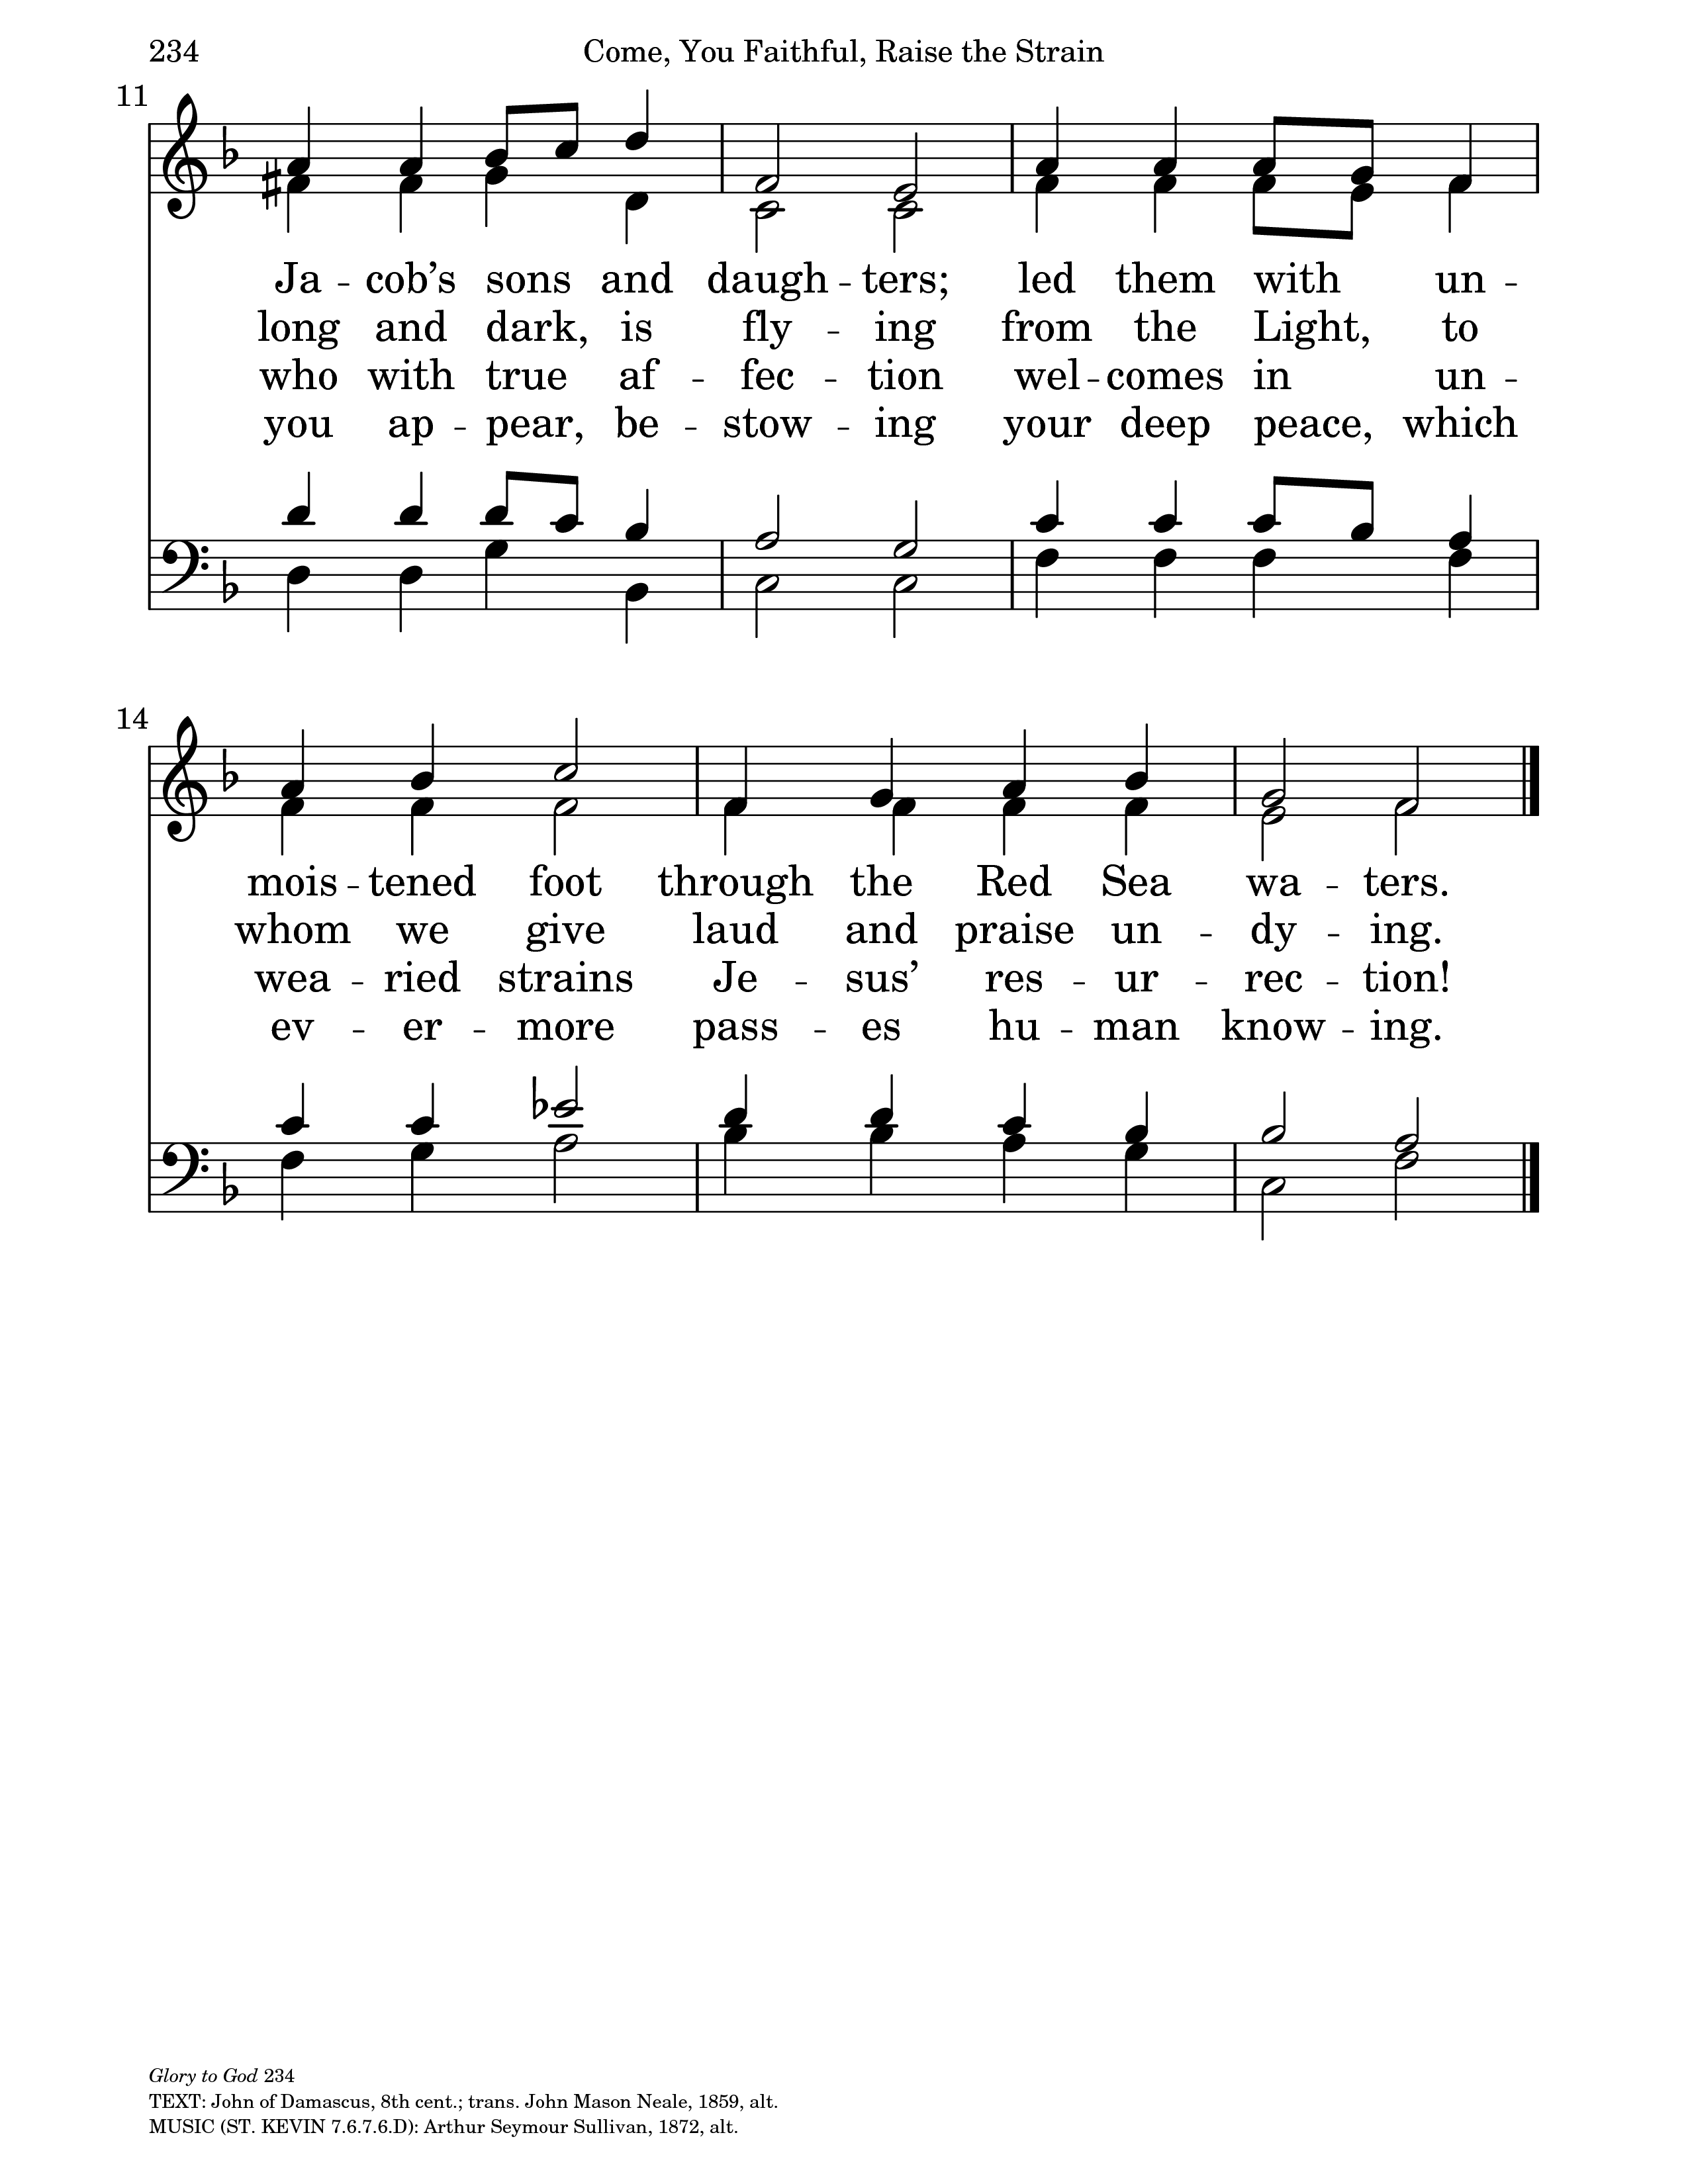 234 Come, You Faithful, Raise the Strain
11
Ja - cob’s sons and daugh - ters; led them with un -
long and dark, is fly - ing from the Light, to
who with true af - fec - tion wel - comes in un -
you ap - pear, be - stow - ing your deep peace, which
14
mois - tened foot through the Red Sea wa - ters.
whom we give laud and praise un - dy - ing.
wea - ried strains Je - sus’ res - ur - rec - tion!
ev - er - more pass - es hu - man know - ing.
Glory to God 234
TEXT: John of Damascus, 8th cent.; trans. John Mason Neale, 1859, alt.
MUSIC (ST. KEVIN 7.6.7.6.D): Arthur Seymour Sullivan, 1872, alt.